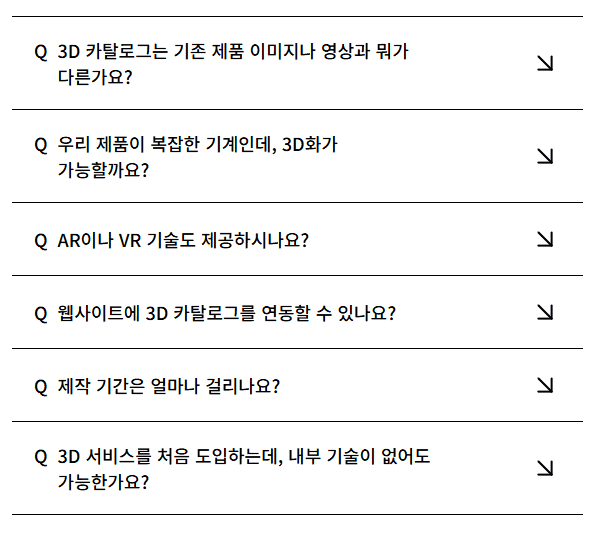 Q 3D 카탈로그는 기존 제품 이미지나 영상과 뭐가
다른가요?
Q 우리 제품이 복잡한 기계인데, 3D화가
가능할까요?
Q AR이나 VR 기술도 제공하시나요?
Q 웹사이트에 3D 카탈로그를 연동할 수 있나요?
Q 제작 기간은 얼마나 걸리나요?
Q 3D 서비스를 처음 도입하는데, 내부 기술이 없어도
가능한가요?